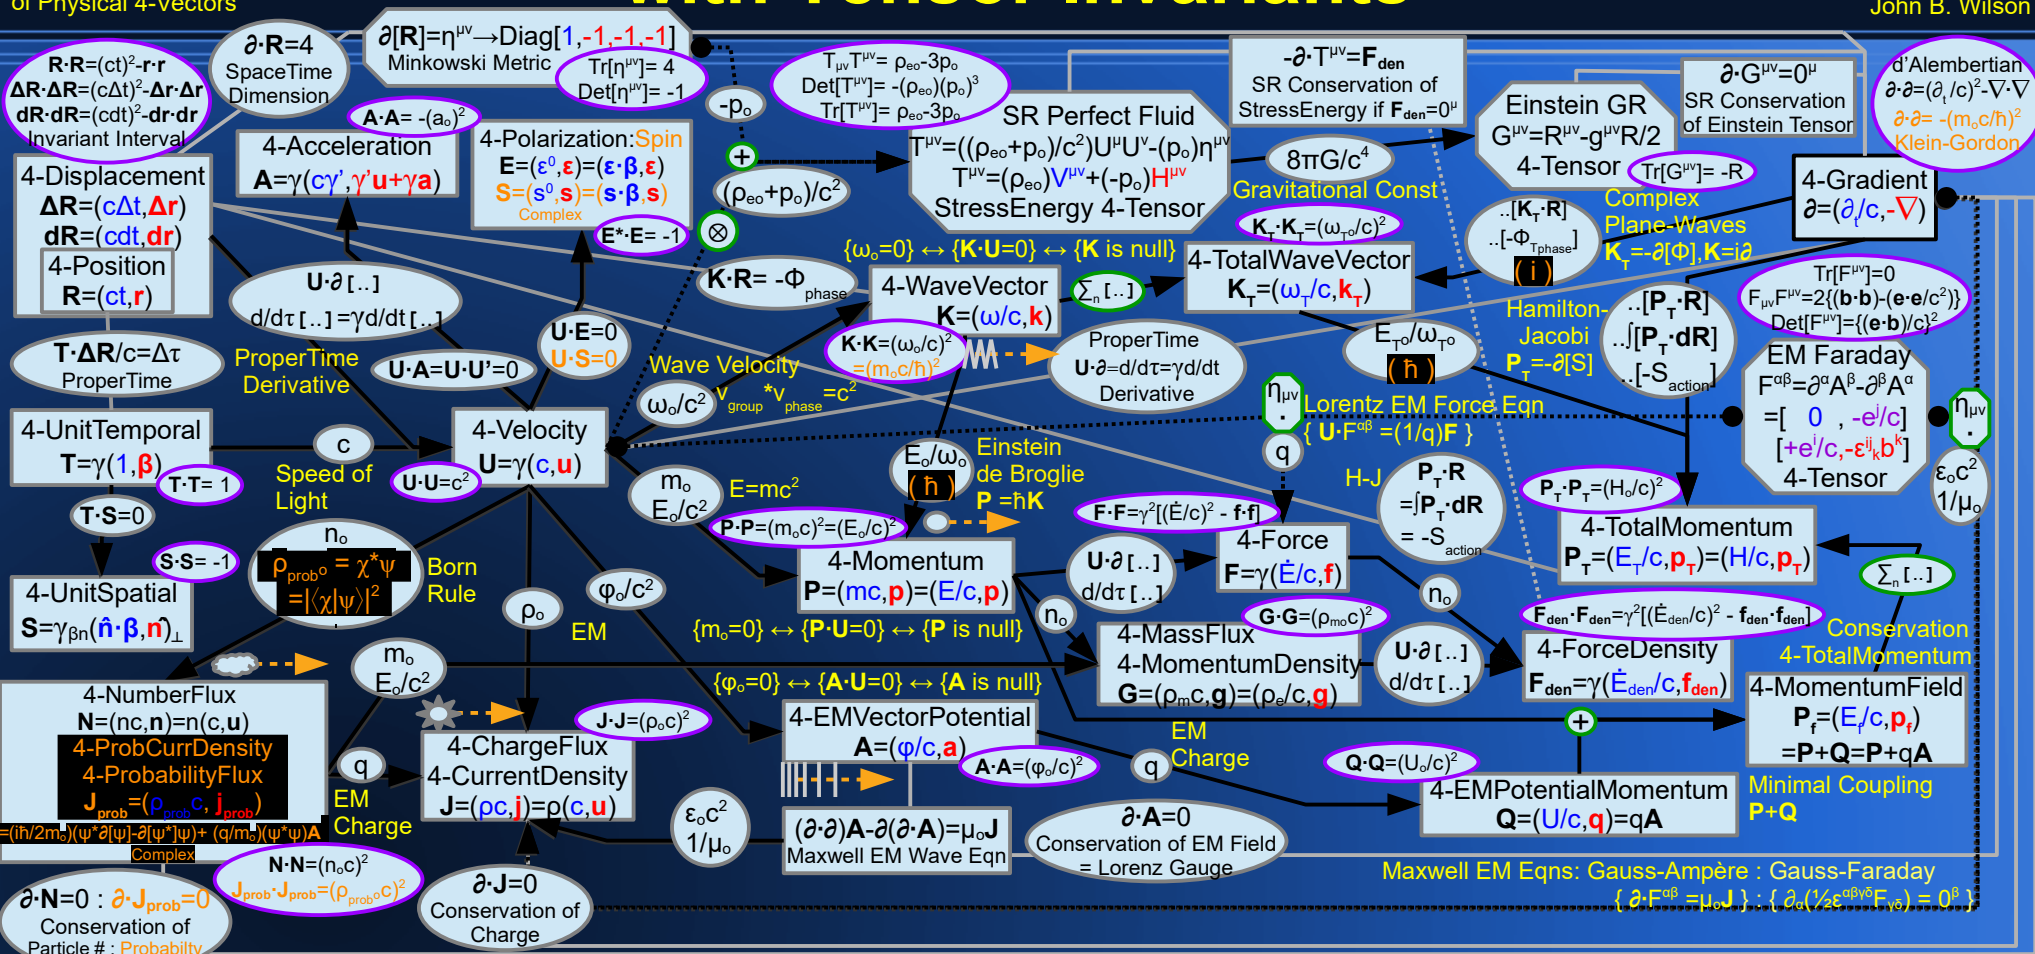 of Physical 4-Vectors
with Tensor Invariants
John B. Wilson
R·R=(ct)²-r·r
ΔR·ΔR=(cΔt)²-Δr·Δr
dR·dR=(cdt)²-dr·dr
Invariant Interval
∂·R=4
SpaceTime
Dimension
∂[R]=η^μν→Diag[1,-1,-1,-1]
Minkowski Metric
Tr[η^μν]= 4
Det[η^μν]= -1
T_μνT^μν= ρ_eo-3p_o
Det[T^μν]= -(ρ_eo)(p_o)³
Tr[T^μν]= ρ_eo-3p_o
-p_o
+
(ρ_eo+p_o)/c²
⊗
SR Perfect Fluid
T^μν=((ρ_eo+p_o)/c²)U^μU^ν-(p_o)η^μν
T^μν=(ρ_eo)V^μν+(-p_o)H^μν
StressEnergy 4-Tensor
-∂·T^μν=F_den
SR Conservation of
StressEnergy if F_den=0^μ
8πG/c⁴
Gravitational Const
Einstein GR
G^μν=R^μν-g^μνR/2
4-Tensor
Tr[G^μν]= -R
∂·G^μν=0^μ
SR Conservation
of Einstein Tensor
d'Alembertian
∂·∂=(∂_t/c)²-∇·∇
∂·∂= -(m_oc/ħ)²
Klein-Gordon
A·A= -(a_o)²
4-Acceleration
A=γ(cγ',γ'u+γa)
4-Polarization:Spin
E=(ε⁰,ε)=(ε·β,ε)
S=(s⁰,s)=(s·β,s)
Complex
E*·E= -1
4-Displacement
ΔR=(cΔt,Δr)
dR=(cdt,dr)
4-Position
R=(ct,r)
4-Gradient
∂=(∂_t/c,-∇)
Complex
Plane-Waves
K_T=-∂[Φ],K=i∂
..[K_T·R]
..[-Φ_Tphase]
(i)
{ω_o=0} ↔ {K·U=0} ↔ {K is null}
K_T·K_T=(ω_To/c)²
4-TotalWaveVector
K_T=(ω_T/c,k_T)
U·∂[..]
d/dτ[..]=γd/dt[..]
K·R= -Φ_phase
4-WaveVector
K=(ω/c,k)
∑_n[..]
K·K=(ω_o/c)²
=(m_oc/ħ)²
Tr[F^μν]=0
F_μνF^μν=2{(b·b)-(e·e/c²)}
Det[F^μν]={(e·b)/c}²
T·ΔR/c=Δτ
ProperTime
ProperTime
Derivative
U·A=U·U'=0
U·E=0
U·S=0
Wave Velocity
v_group*v_phase=c²
ω_o/c²
ProperTime
U·∂=d/dτ=γd/dt
Derivative
E_To/ω_To
(ħ)
Hamilton-
Jacobi
P_T=-∂[S]
..[P_T·R]
..∫[P_T·dR]
..[-S_action]
EM Faraday
F^αβ=∂^αA^β-∂^βA^α
=[ 0 , -e^j/c]
[+e^i/c,-ε^ij_kb^k]
4-Tensor
η_μν
·
ε_oc²
1/μ_o
4-UnitTemporal
T=γ(1,β)
T·T= 1
c
Speed of
Light
4-Velocity
U=γ(c,u)
U·U=c²
η_μν
·
q
Lorentz EM Force Eqn
{ U·F^αβ =(1/q)F }
E_o/ω_o
(ħ)
Einstein
de Broglie
P =ħK
m_o
E_o/c²
E=mc²
H-J
P_T·R
=∫P_T·dR
= -S_action
P_T·P_T=(H_o/c)²
4-TotalMomentum
P_T=(E_T/c,p_T)=(H/c,p_T)
T·S=0
S·S= -1
4-UnitSpatial
S=γ_βn(n̂·β,n̂)_⊥
n_o
ρ_probo = χ*ψ
=|⟨χ|ψ⟩|²
Born
Rule
P·P=(m_oc)²=(E_o/c)²
4-Momentum
P=(mc,p)=(E/c,p)
F·F=γ²[(Ė/c)² - f·f]
U·∂[..]
d/dτ[..]
4-Force
F=γ(Ė/c,f)
n_o
∑_n[..]
ρ_o
EM
φ_o/c²
{m_o=0} ↔ {P·U=0} ↔ {P is null}
n_o
G·G=(ρ_moc)²
4-MassFlux
4-MomentumDensity
G=(ρ_mc,g)=(ρ_e/c,g)
U·∂[..]
d/dτ[..]
F_den·F_den=γ²[(Ė_den/c)² - f_den·f_den]
4-ForceDensity
F_den=γ(Ė_den/c,f_den)
Conservation
4-TotalMomentum
m_o
E_o/c²
{φ_o=0} ↔ {A·U=0} ↔ {A is null}
4-NumberFlux
N=(nc,n)=n(c,u)
4-ProbCurrDensity
4-ProbabilityFlux
J_prob=(ρ_probc, j_prob)
=(iħ/2m_o)(ψ*∂[ψ]-∂[ψ*]ψ)+ (q/m_o)(ψ*ψ)A
Complex
q
EM
Charge
J·J=(ρ_oc)²
4-ChargeFlux
4-CurrentDensity
J=(ρc,j)=ρ(c,u)
4-EMVectorPotential
A=(φ/c,a)
A·A=(φ_o/c)²
q
EM
Charge
Q·Q=(U_o/c)²
4-EMPotentialMomentum
Q=(U/c,q)=qA
+
4-MomentumField
P_f=(E_f/c,p_f)
=P+Q=P+qA
Minimal Coupling
P+Q
ε_oc²
1/μ_o
(∂·∂)A-∂(∂·A)=μ_oJ
Maxwell EM Wave Eqn
∂·A=0
Conservation of EM Field
= Lorenz Gauge
N·N=(n_oc)²
J_prob·J_prob=(ρ_proboc)²
∂·N=0 : ∂·J_prob=0
Conservation of
Particle # : Probabilty
∂·J=0
Conservation of
Charge
Maxwell EM Eqns: Gauss-Ampère : Gauss-Faraday
{ ∂·F^αβ =μ_oJ } : { ∂_α(½ε^αβγδF_γδ) = 0^β }